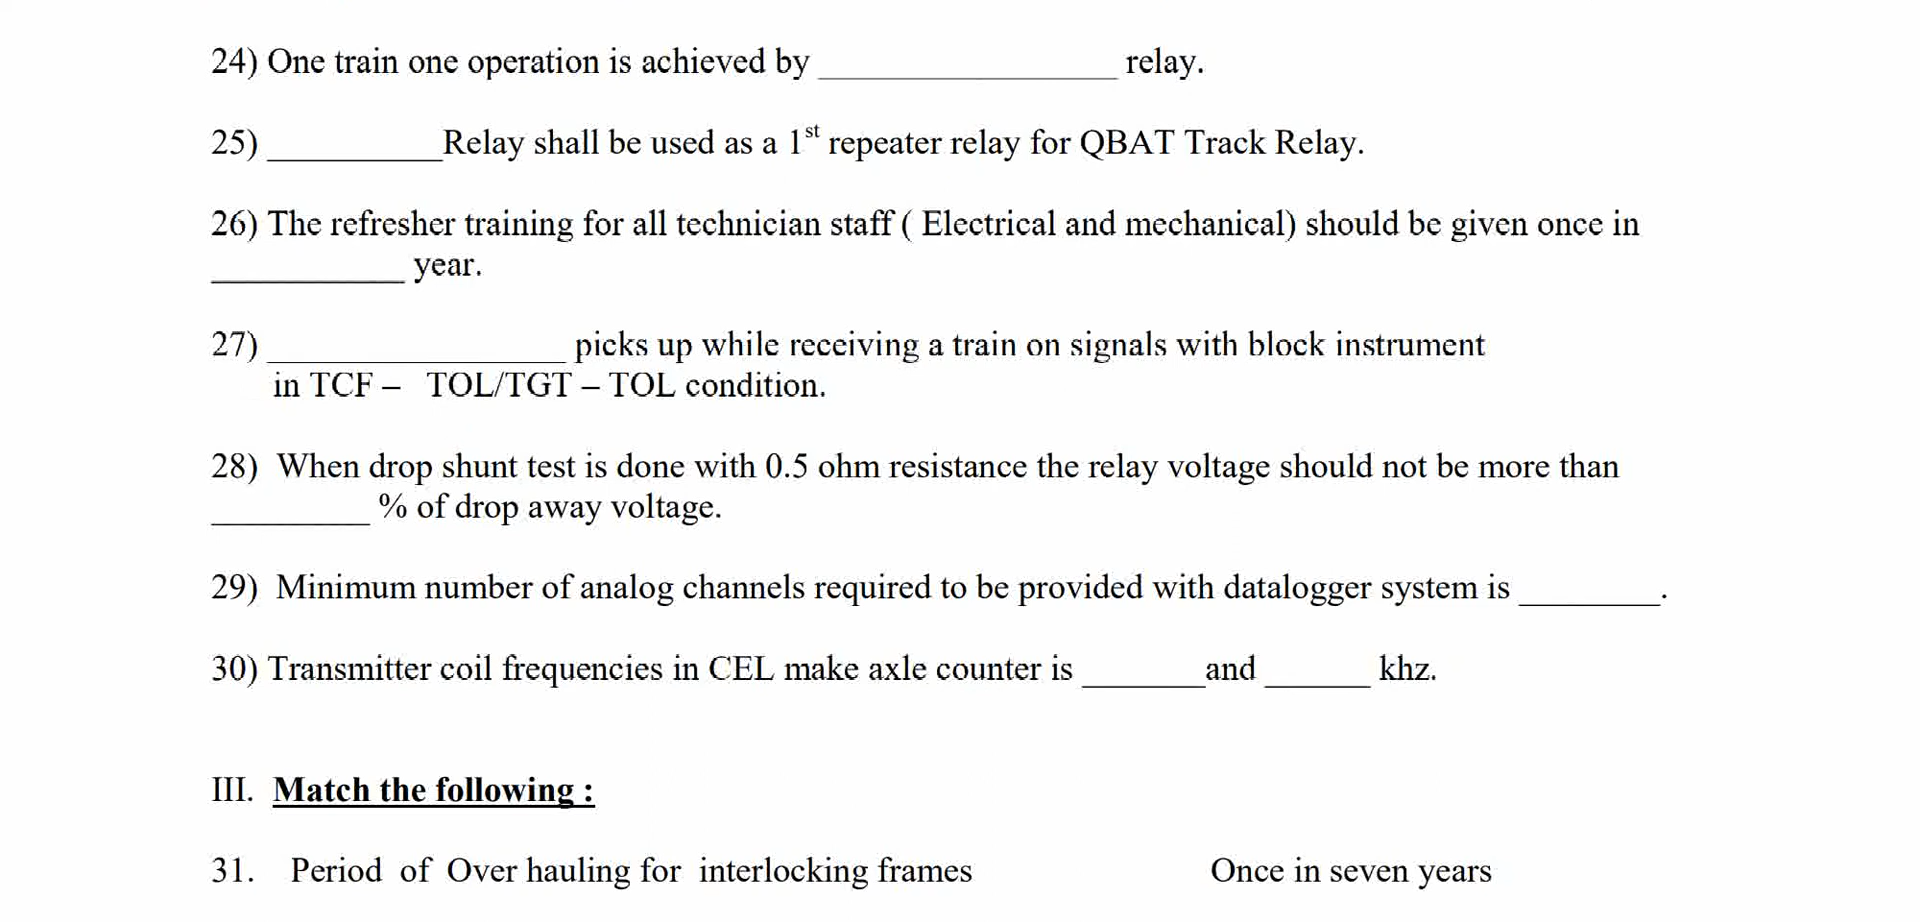 24) One train one operation is achieved by _________________ relay.
25) __________Relay shall be used as a 1st repeater relay for QBAT Track Relay.
26) The refresher training for all technician staff ( Electrical and mechanical) should be given once in
___________ year.
27) _________________ picks up while receiving a train on signals with block instrument
in TCF – TOL/TGT – TOL condition.
28) When drop shunt test is done with 0.5 ohm resistance the relay voltage should not be more than
_________ % of drop away voltage.
29) Minimum number of analog channels required to be provided with datalogger system is ________.
30) Transmitter coil frequencies in CEL make axle counter is _______and ______ khz.
III. Match the following :
31. Period of Over hauling for interlocking frames Once in seven years